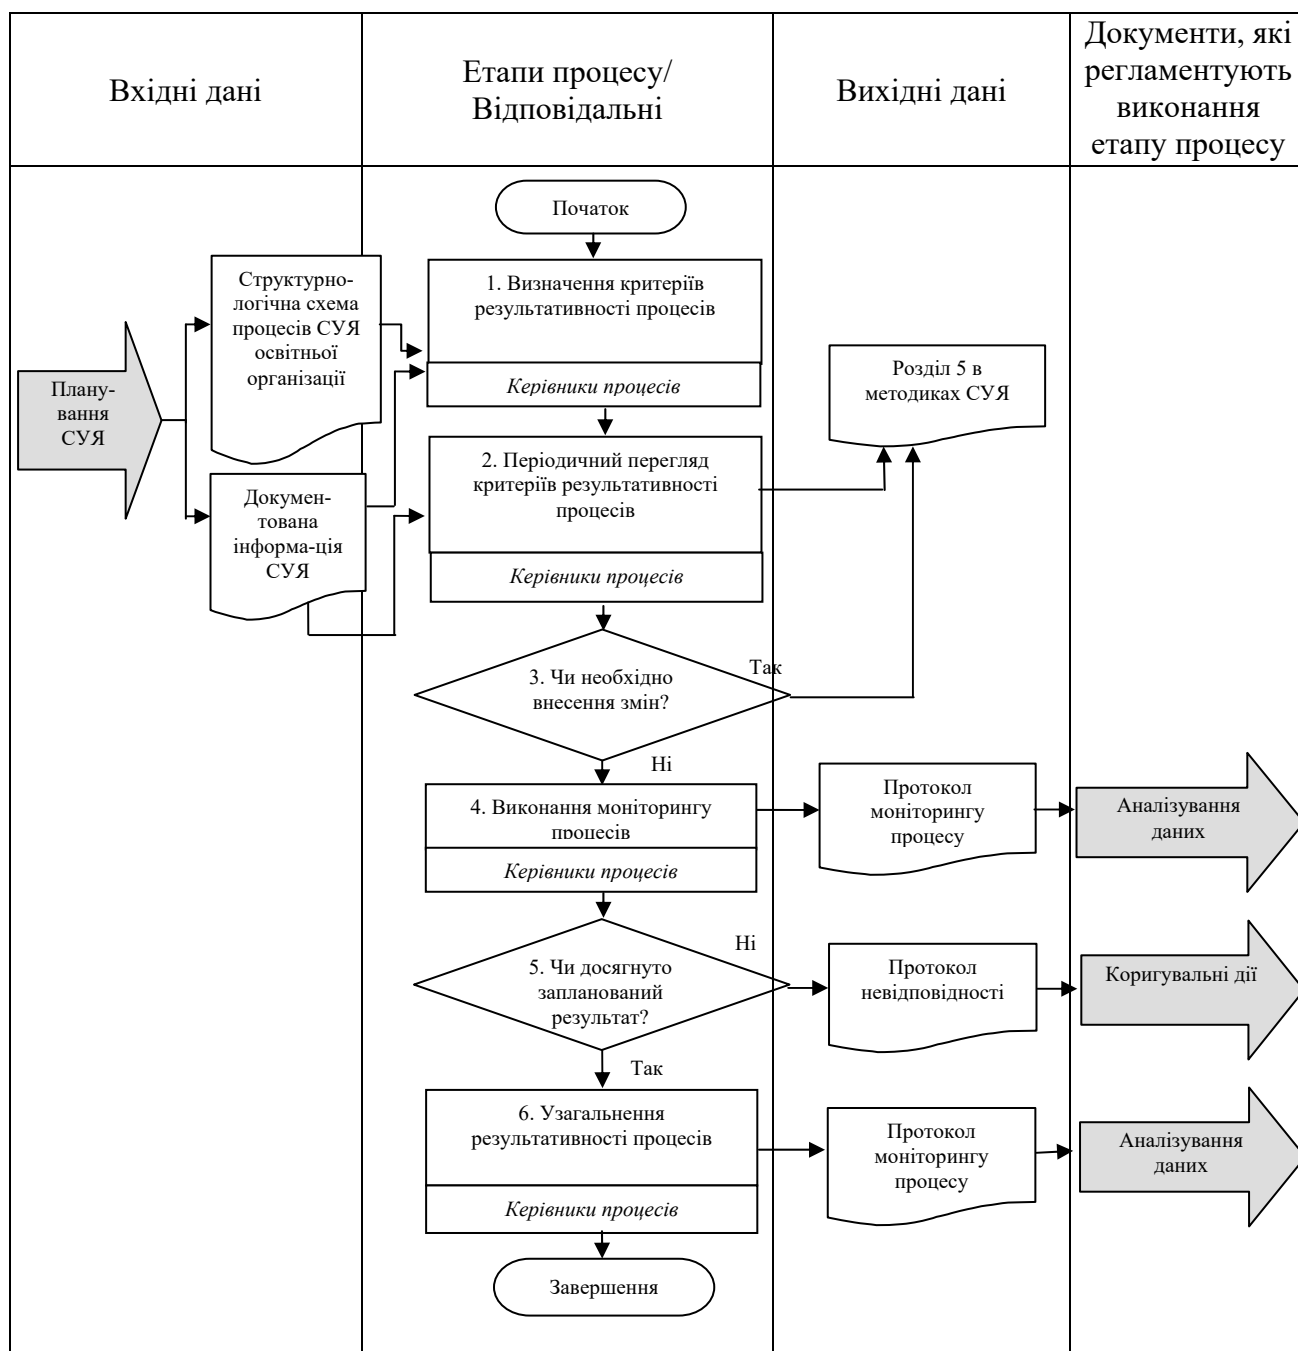 Вхідні дані
Етапи процесу/
Відповідальні
Вихідні дані
Документи, які
регламентують
виконання
етапу процесу
Початок
Структурно-
логічна схема
процесів СУЯ
освітньої
організації
1. Визначення критеріїв
результативності процесів
Керівники процесів
Плану-
вання
СУЯ
Розділ 5 в
методиках СУЯ
Докумен-
тована
інформа-ція
СУЯ
2. Періодичний перегляд
критеріїв результативності
процесів
Керівники процесів
3. Чи необхідно
внесення змін?
Так
Ні
4. Виконання моніторингу
процесів
Керівники процесів
Протокол
моніторингу
процесу
Аналізування
даних
5. Чи досягнуто
запланований
результат?
Ні
Протокол
невідповідності
Коригувальні дії
Так
6. Узагальнення
результативності процесів
Керівники процесів
Протокол
моніторингу
процесу
Аналізування
даних
Завершення